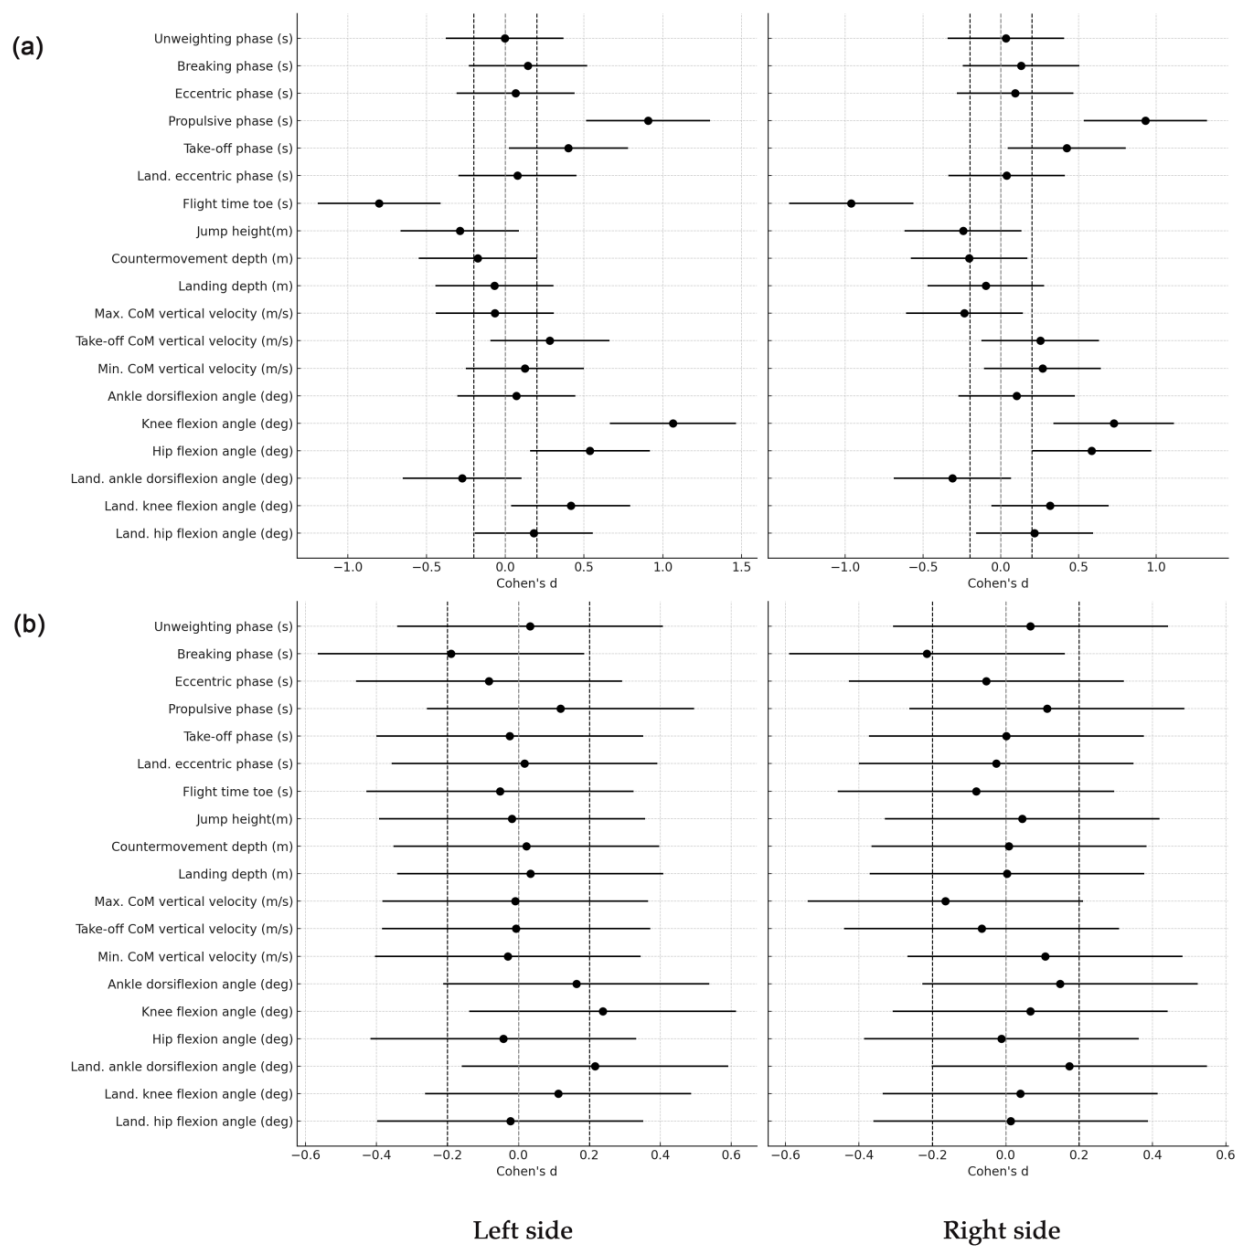 (a)
Unweighting phase (s)
Breaking phase (s)
Eccentric phase (s)
Propulsive phase (s)
Take-off phase (s)
Land. eccentric phase (s)
Flight time toe (s)
Jump height(m)
Countermovement depth (m)
Landing depth (m)
Max. CoM vertical velocity (m/s)
Take-off CoM vertical velocity (m/s)
Min. CoM vertical velocity (m/s)
Ankle dorsiflexion angle (deg)
Knee flexion angle (deg)
Hip flexion angle (deg)
Land. ankle dorsiflexion angle (deg)
Land. knee flexion angle (deg)
Land. hip flexion angle (deg)
−1.0 −0.5 0.0 0.5 1.0 1.5
Cohen's d
−1.0 −0.5 0.0 0.5 1.0
Cohen's d
(b)
Unweighting phase (s)
Breaking phase (s)
Eccentric phase (s)
Propulsive phase (s)
Take-off phase (s)
Land. eccentric phase (s)
Flight time toe (s)
Jump height(m)
Countermovement depth (m)
Landing depth (m)
Max. CoM vertical velocity (m/s)
Take-off CoM vertical velocity (m/s)
Min. CoM vertical velocity (m/s)
Ankle dorsiflexion angle (deg)
Knee flexion angle (deg)
Hip flexion angle (deg)
Land. ankle dorsiflexion angle (deg)
Land. knee flexion angle (deg)
Land. hip flexion angle (deg)
−0.6 −0.4 −0.2 0.0 0.2 0.4 0.6
Cohen's d
−0.6 −0.4 −0.2 0.0 0.2 0.4 0.6
Cohen's d
Left side
Right side